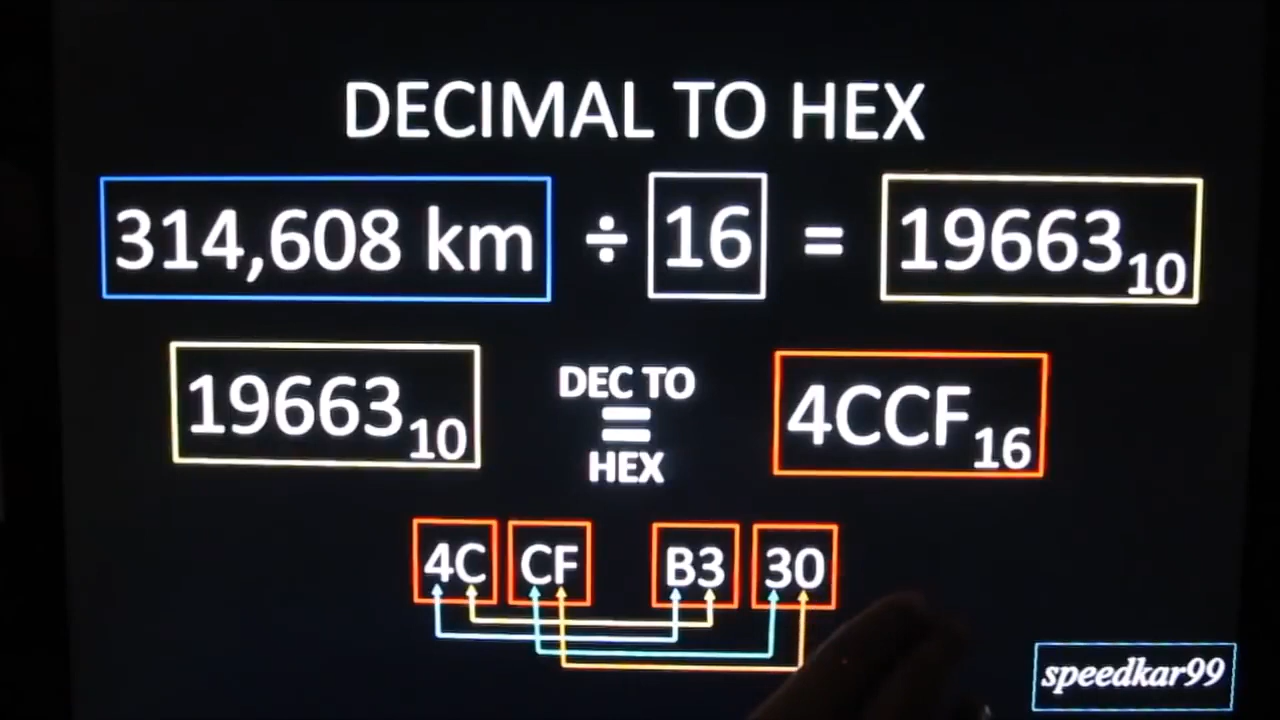 DECIMAL TO HEX
314,608 km ÷ 16 = 19663₁₀
19663₁₀ DEC TO = HEX 4CCF₁₆
4C CF B3 30
speedkar99